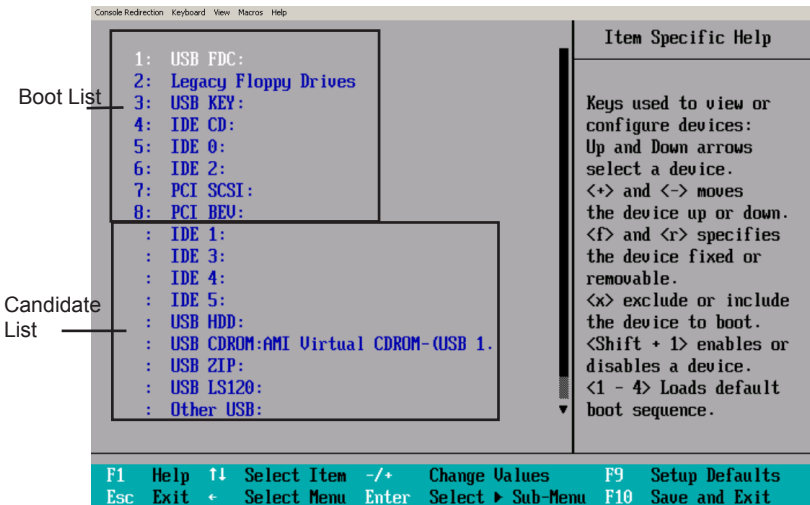 Console Redirection Keyboard View Macros Help
Boot List
1: USB FDC:
2: Legacy Floppy Drives
3: USB KEY:
4: IDE CD:
5: IDE 0:
6: IDE 2:
7: PCI SCSI:
8: PCI BEV:
Candidate
List
: IDE 1:
: IDE 3:
: IDE 4:
: IDE 5:
: USB HDD:
: USB CDROM:AMI Virtual CDROM-(USB 1.
: USB ZIP:
: USB LS120:
: Other USB:
Item Specific Help
Keys used to view or
configure devices:
Up and Down arrows
select a device.
<+> and <-> moves
the device up or down.
<f> and <r> specifies
the device fixed or
removable.
<x> exclude or include
the device to boot.
<Shift + 1> enables or
disables a device.
<1 - 4> Loads default
boot sequence.
F1 Help ↑↓ Select Item -/+ Change Values F9 Setup Defaults
Esc Exit ← Select Menu Enter Select ▶ Sub-Menu F10 Save and Exit